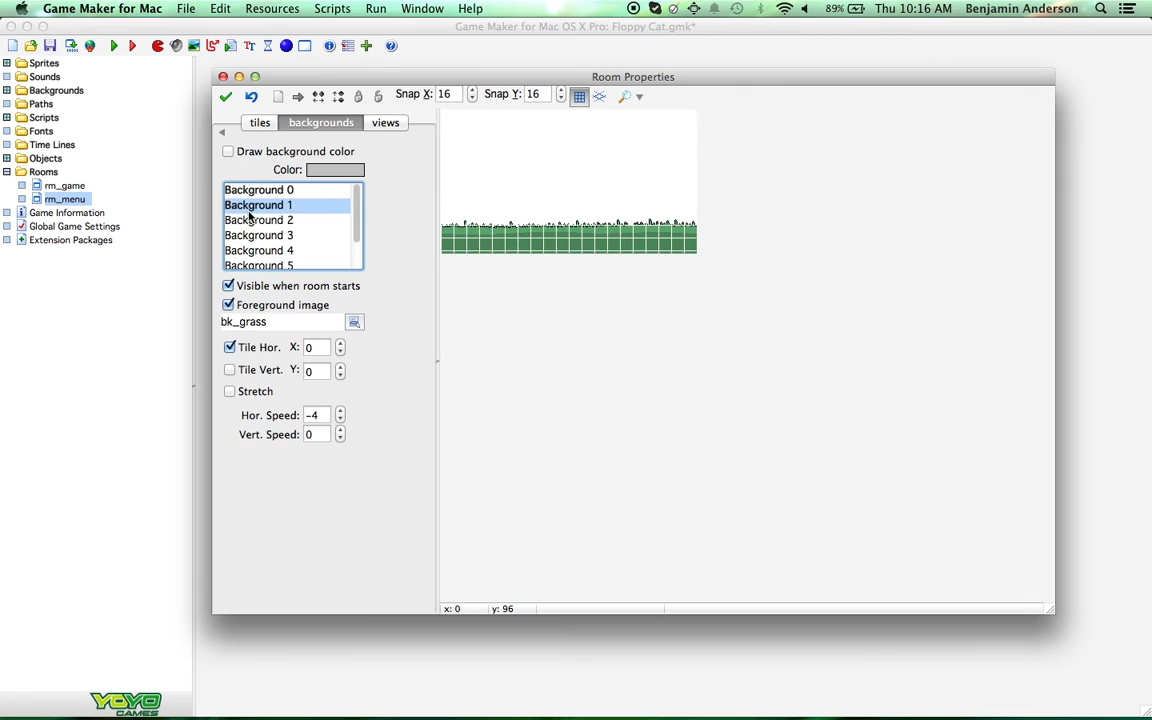 Game Maker for Mac File Edit Resources Scripts Run Window Help 89% Thu 10:16 AM Benjamin Anderson
Game Maker for Mac OS X Pro: Floppy Cat.gmk*
Sprites
Sounds
Backgrounds
Paths
Scripts
Fonts
Time Lines
Objects
Rooms
rm_game
rm_menu
Game Information
Global Game Settings
Extension Packages
YOYO
GAMES
Room Properties
Snap X: 16 Snap Y: 16
tiles backgrounds views
Draw background color
Color:
Background 0
Background 1
Background 2
Background 3
Background 4
Background 5
Visible when room starts
Foreground image
bk_grass
Tile Hor. X: 0
Tile Vert. Y: 0
Stretch
Hor. Speed: -4
Vert. Speed: 0
x: 0 y: 96